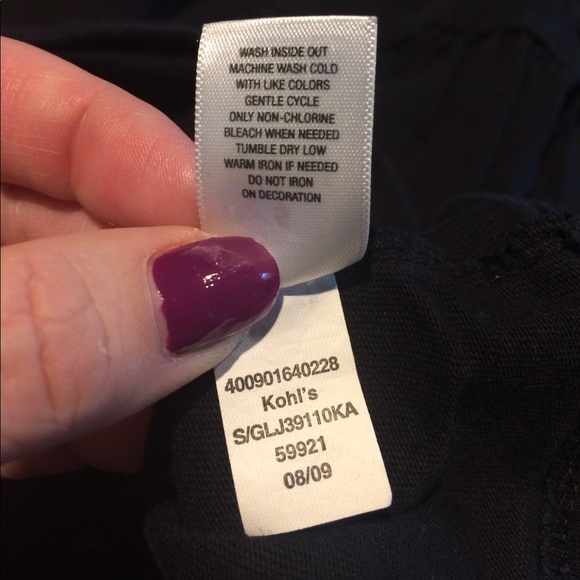 WASH INSIDE OUT
MACHINE WASH COLD
WITH LIKE COLORS
GENTLE CYCLE
ONLY NON-CHLORINE
BLEACH WHEN NEEDED
TUMBLE DRY LOW
WARM IRON IF NEEDED
DO NOT IRON
ON DECORATION
400901640228
Kohl's
S/GLJ39110KA
59921
08/09